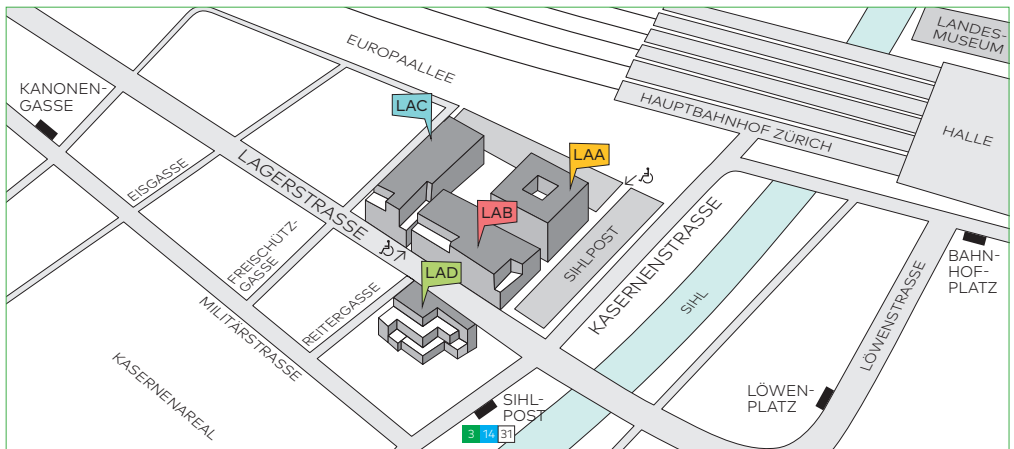 LANDES-
MUSEUM
EUROPAALLEE
KANONEN-
GASSE
LAC
HAUPTBAHNHOF ZÜRICH
HALLE
LAA
EISGASSE
LAGERSTRASSE
LAB
SIHLPOST
KASERNENSTRASSE
FREISCHÜTZ-
GASSE
LAD
BAHN-
HOF-
PLATZ
SIHL
REITERGASSE
MILITÄRSTRASSE
LÖWENSTRASSE
KASERNENAREAL
LÖWEN-
PLATZ
SIHL-
POST
3 14 31